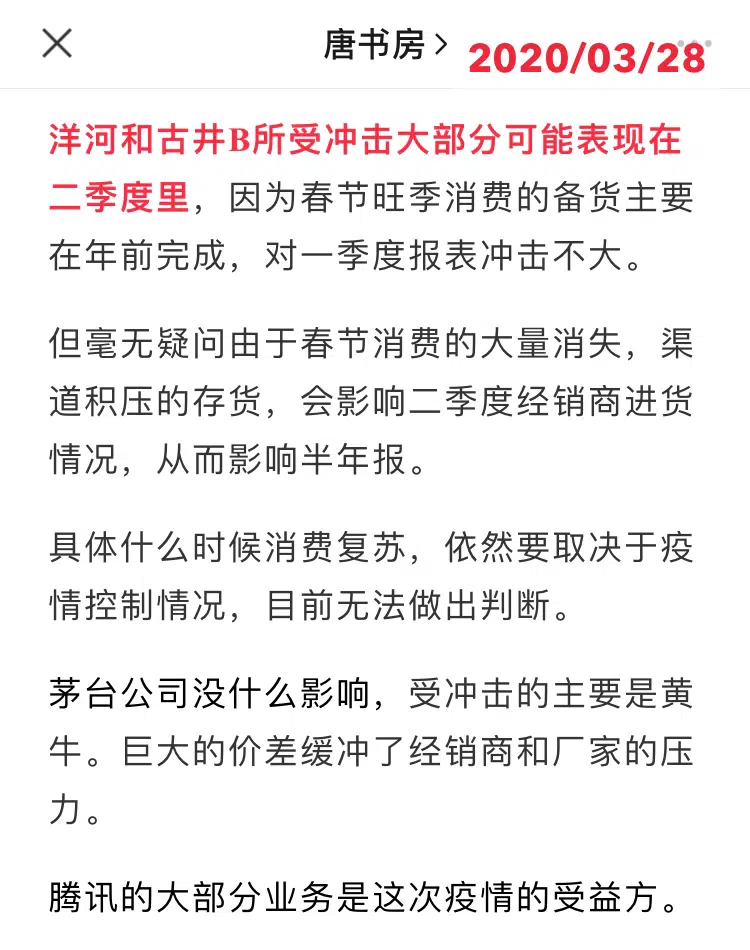 唐书房
2020/03/28
洋河和古井B所受冲击大部分可能表现在
二季度里，因为春节旺季消费的备货主要
在年前完成，对一季度报表冲击不大。
但毫无疑问由于春节消费的大量消失，渠
道积压的存货，会影响二季度经销商进货
情况，从而影响半年报。
具体什么时候消费复苏，依然要取决于疫
情控制情况，目前无法做出判断。
茅台公司没什么影响，受冲击的主要是黄
牛。巨大的价差缓冲了经销商和厂家的压
力。
腾讯的大部分业务是这次疫情的受益方。